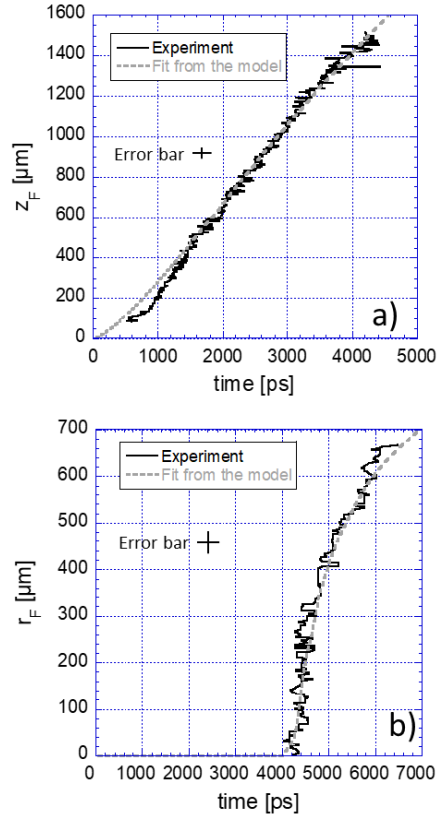 1600
1400
1200
1000
800
600
400
200
0
z_F [µm]
Experiment
Fit from the model
Error bar
a)
0 1000 2000 3000 4000 5000
time [ps]
700
600
500
400
300
200
100
0
r_F [µm]
Experiment
Fit from the model
Error bar
b)
0 1000 2000 3000 4000 5000 6000 7000
time [ps]